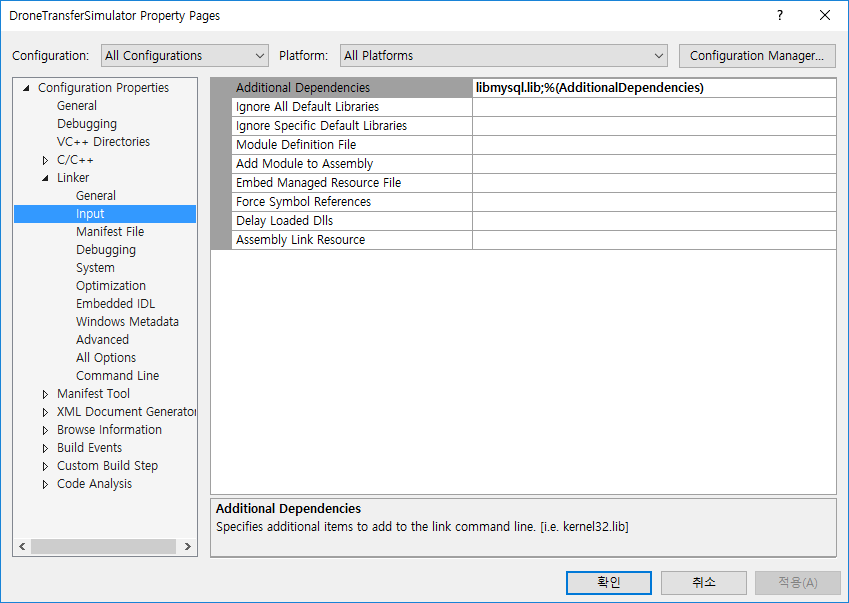 DroneTransferSimulator Property Pages
Configuration: All Configurations Platform: All Platforms Configuration Manager...
Configuration Properties
General
Debugging
VC++ Directories
C/C++
Linker
General
Input
Manifest File
Debugging
System
Optimization
Embedded IDL
Windows Metadata
Advanced
All Options
Command Line
Manifest Tool
XML Document Generator
Browse Information
Build Events
Custom Build Step
Code Analysis
Additional Dependencies libmysql.lib;%(AdditionalDependencies)
Ignore All Default Libraries
Ignore Specific Default Libraries
Module Definition File
Add Module to Assembly
Embed Managed Resource File
Force Symbol References
Delay Loaded Dlls
Assembly Link Resource
Additional Dependencies
Specifies additional items to add to the link command line. [i.e. kernel32.lib]
확인 취소 적용(A)